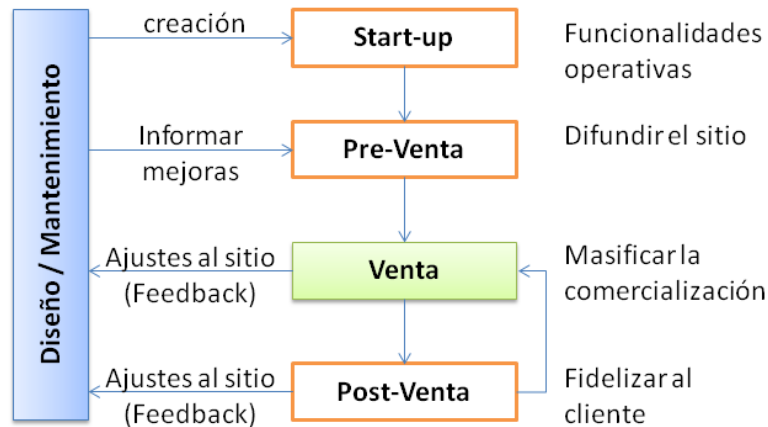 Diseño / Mantenimiento
creación
Start-up
Funcionalidades
operativas
Informar
mejoras
Pre-Venta
Difundir el sitio
Ajustes al sitio
(Feedback)
Venta
Masificar la
comercialización
Ajustes al sitio
(Feedback)
Post-Venta
Fidelizar al
cliente